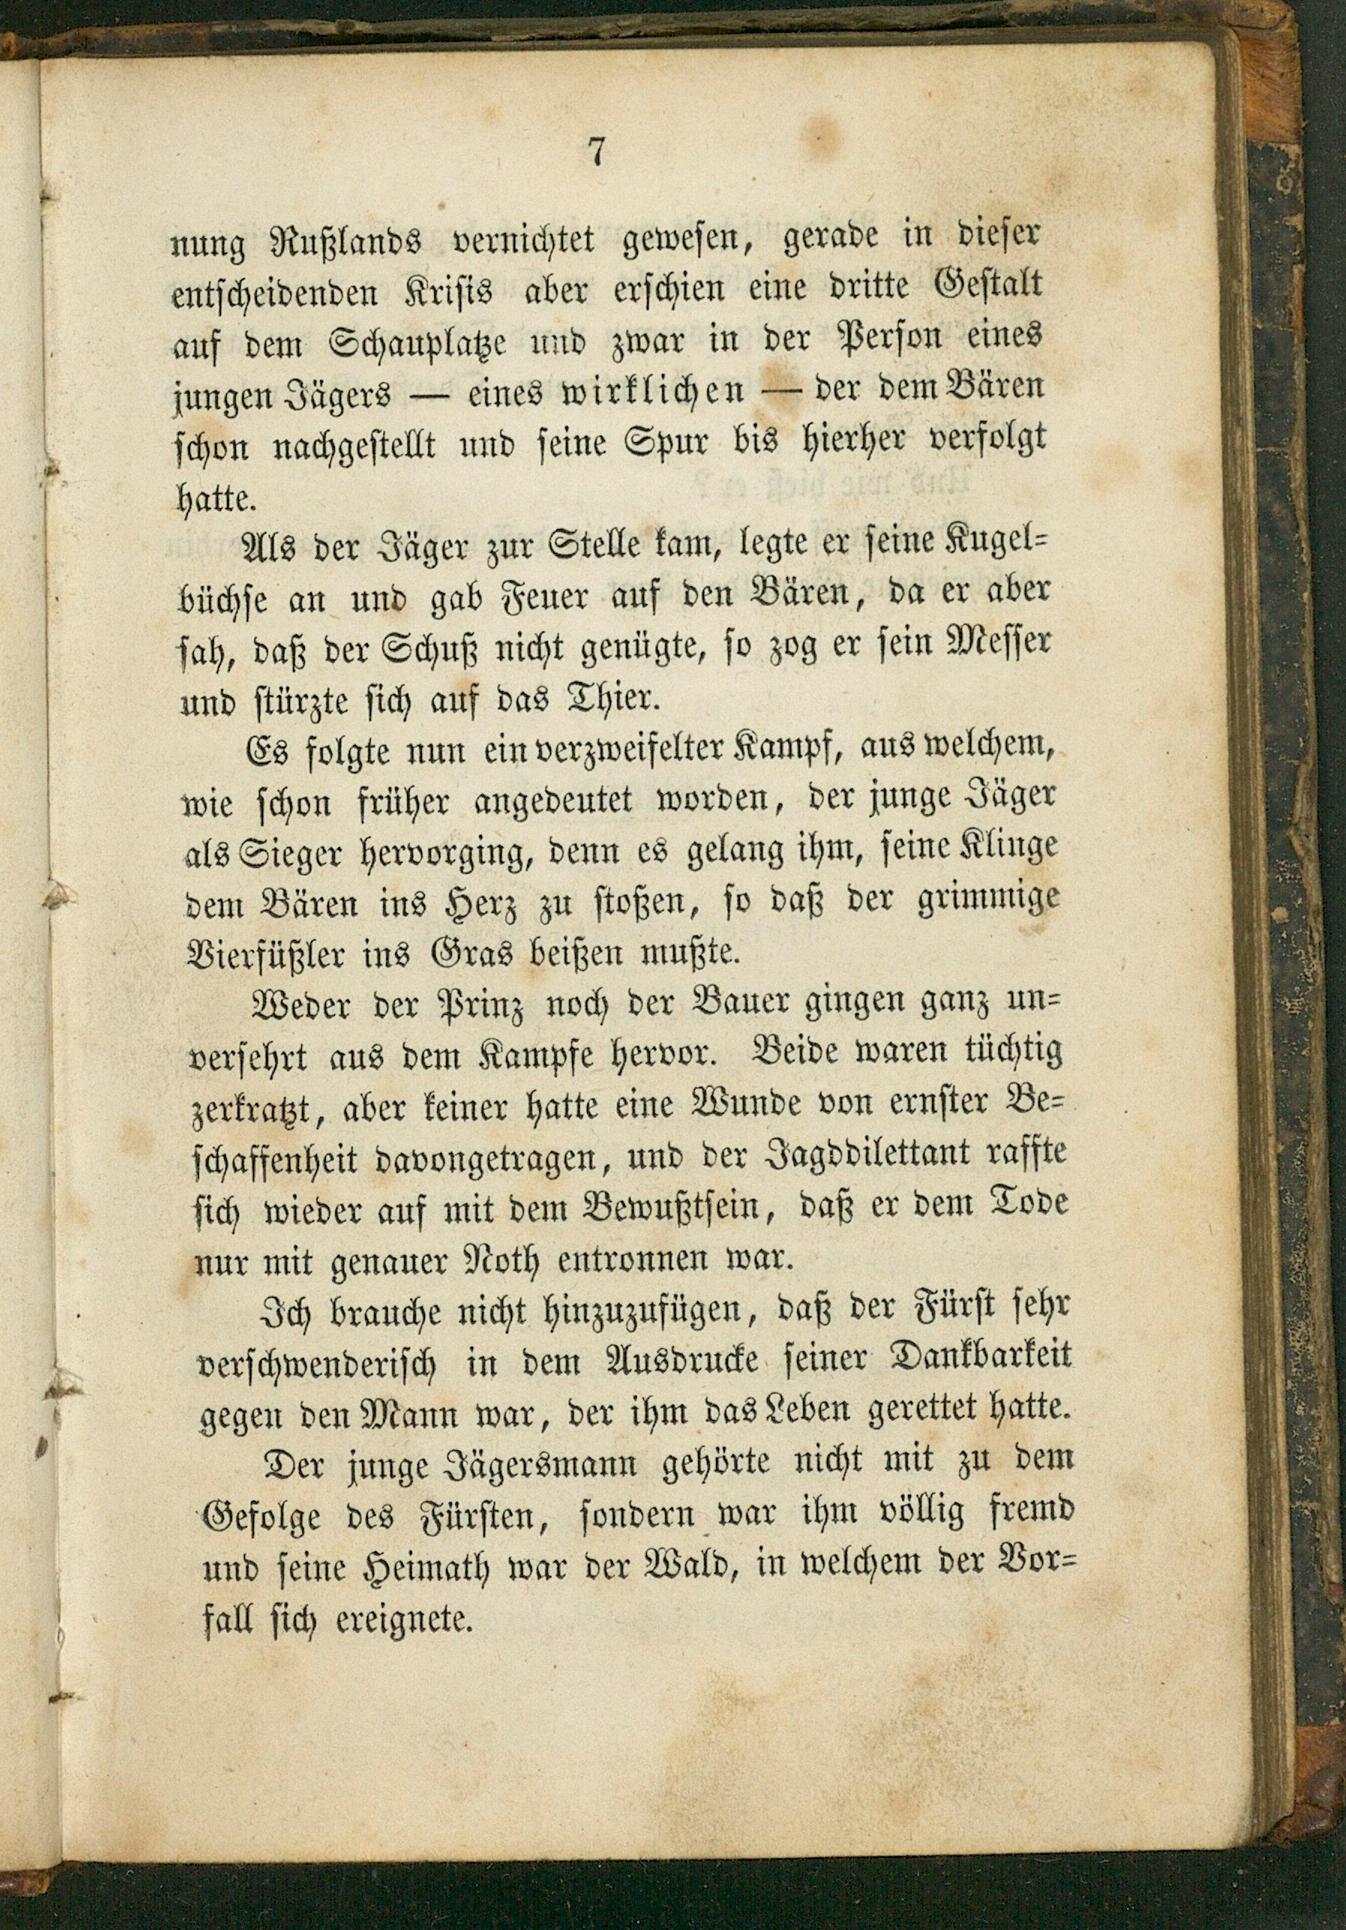 7
nung Rußlands vernichtet gewesen, gerade in dieser
entscheidenden Krisis aber erschien eine dritte Gestalt
auf dem Schauplatze und zwar in der Person eines
jungen Jägers — eines wirklichen — der dem Bären
schon nachgestellt und seine Spur bis hierher verfolgt
hatte.
Als der Jäger zur Stelle kam, legte er seine Kugel-
büchse an und gab Feuer auf den Bären, da er aber
sah, daß der Schuß nicht genügte, so zog er sein Messer
und stürzte sich auf das Thier.
Es folgte nun ein verzweifelter Kampf, aus welchem,
wie schon früher angedeutet worden, der junge Jäger
als Sieger hervorging, denn es gelang ihm, seine Klinge
dem Bären ins Herz zu stoßen, so daß der grimmige
Vierfüßler ins Gras beißen mußte.
Weder der Prinz noch der Bauer gingen ganz un-
versehrt aus dem Kampfe hervor. Beide waren tüchtig
zerkratzt, aber keiner hatte eine Wunde von ernster Be-
schaffenheit davongetragen, und der Jagddilettant raffte
sich wieder auf mit dem Bewußtsein, daß er dem Tode
nur mit genauer Noth entronnen war.
Ich brauche nicht hinzuzufügen, daß der Fürst sehr
verschwenderisch in dem Ausdrucke seiner Dankbarkeit
gegen den Mann war, der ihm das Leben gerettet hatte.
Der junge Jägersmann gehörte nicht mit zu dem
Gefolge des Fürsten, sondern war ihm völlig fremd
und seine Heimath war der Wald, in welchem der Vor-
fall sich ereignete.